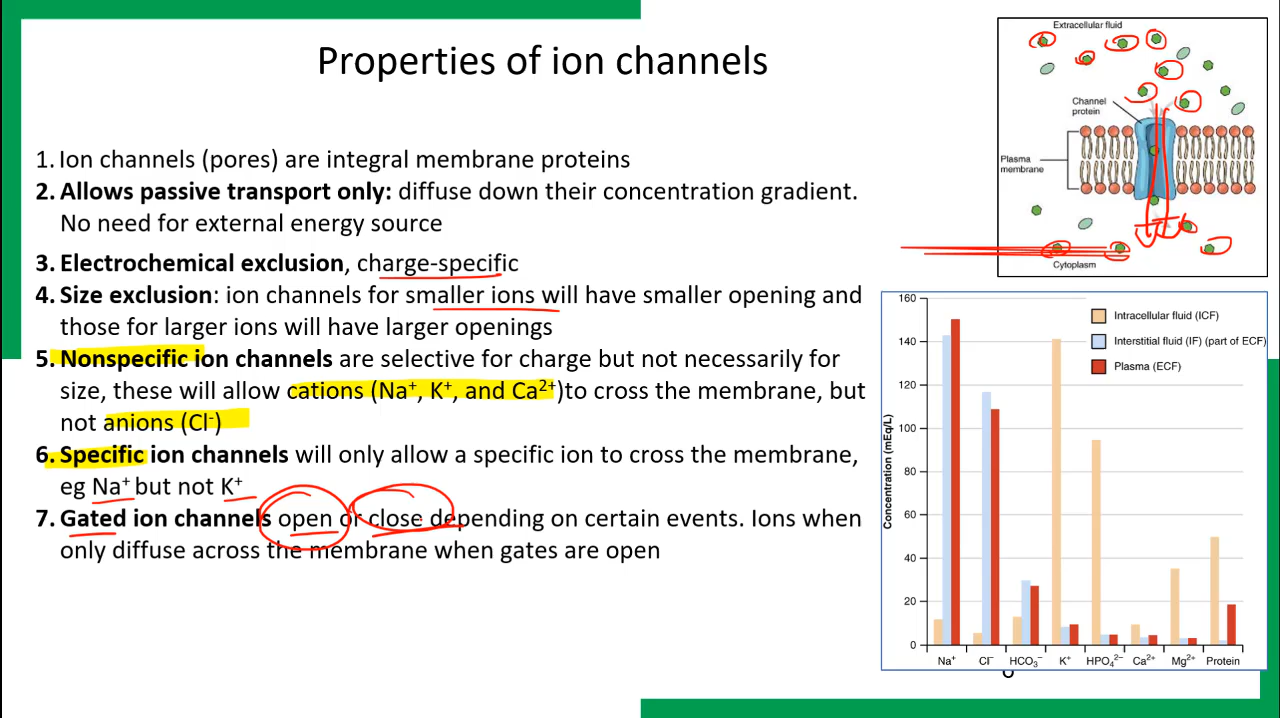 Properties of ion channels
1. Ion channels (pores) are integral membrane proteins
2. Allows passive transport only: diffuse down their concentration gradient.
No need for external energy source
3. Electrochemical exclusion, charge-specific
4. Size exclusion: ion channels for smaller ions will have smaller opening and
those for larger ions will have larger openings
5. Nonspecific ion channels are selective for charge but not necessarily for
size, these will allow cations (Na⁺, K⁺, and Ca²⁺)to cross the membrane, but
not anions (Cl⁻)
6. Specific ion channels will only allow a specific ion to cross the membrane,
eg Na⁺ but not K⁺
7. Gated ion channels open or close depending on certain events. Ions when
only diffuse across the membrane when gates are open
Extracellular fluid
Channel
protein
Plasma
membrane
Cytoplasm
Intracellular fluid (ICF)
Interstitial fluid (IF) (part of ECF)
Plasma (ECF)
Concentration (mEq/L)
160
140
120
100
80
60
40
20
0
Na⁺ Cl⁻ HCO₃⁻ K⁺ HPO₄²⁻ Ca²⁺ Mg²⁺ Protein